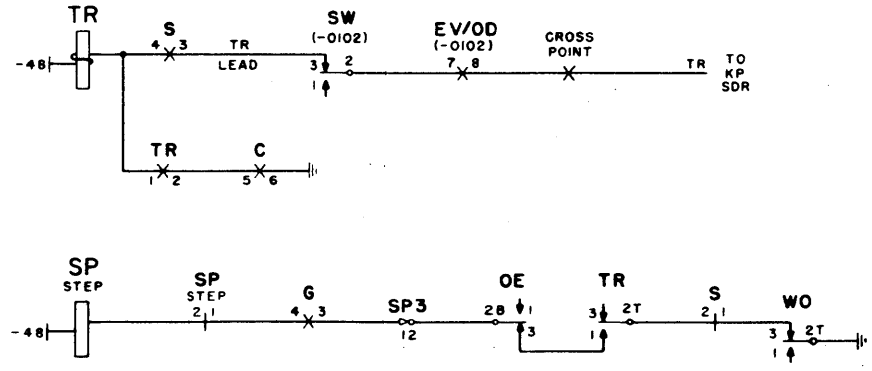 TR
S
SW
(-0102)
EV/OD
(-0102)
CROSS
POINT
4 3
TR
LEAD
3 2
1
7 8
TR
TO
KP
SDR
-48
TR
C
1 2
5 6
SP
STEP
SP
STEP
G
SP3
OE
TR
S
WO
2 1
4 3
12
2B
1
3
3
1
2T
2 1
3
1
2T
-48